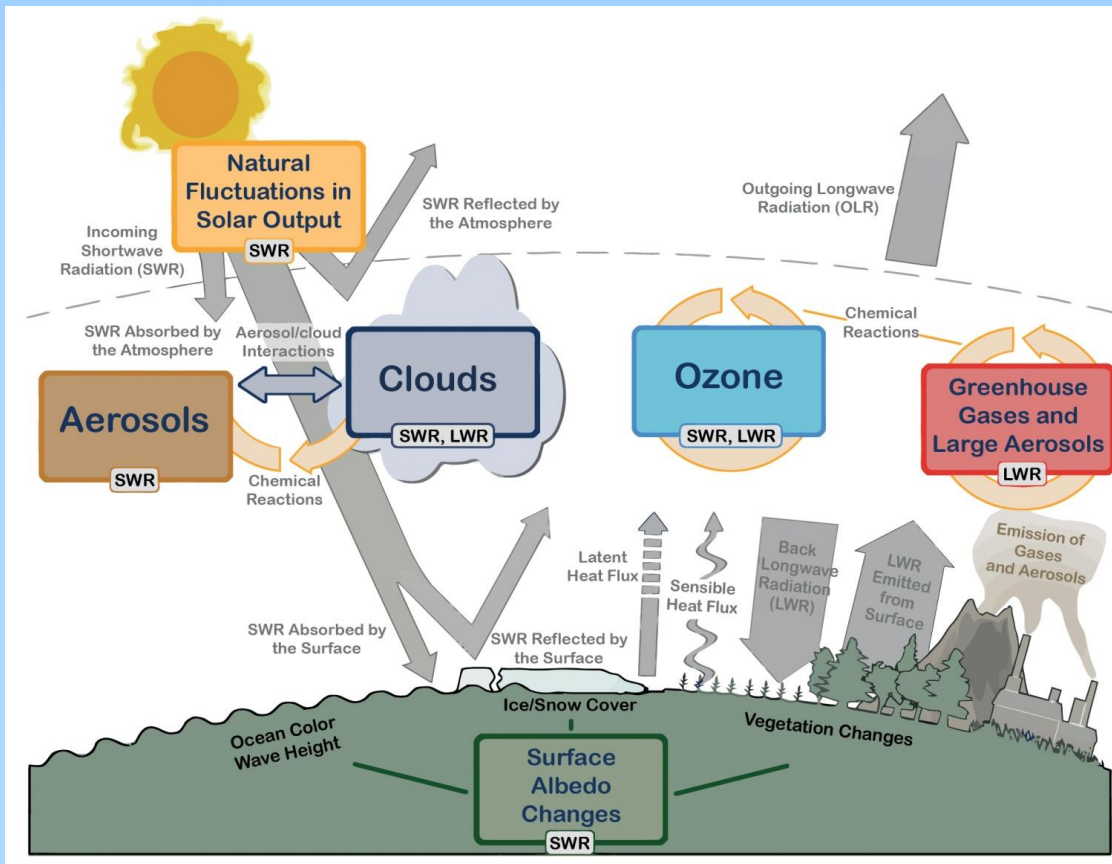 Natural
Fluctuations in
Solar Output
SWR
Incoming
Shortwave
Radiation (SWR)
SWR Reflected by
the Atmosphere
Outgoing Longwave
Radiation (OLR)
SWR Absorbed by
the Atmosphere
Aerosol/cloud
Interactions
Chemical
Reactions
Aerosols
SWR
Clouds
SWR, LWR
Ozone
SWR, LWR
Greenhouse
Gases and
Large Aerosols
LWR
Chemical
Reactions
Emission of
Gases
and Aerosols
Latent
Heat Flux
Sensible
Heat Flux
Back
Longwave
Radiation
(LWR)
LWR
Emitted
from
Surface
SWR Absorbed by
the Surface
SWR Reflected by
the Surface
Ice/Snow Cover
Ocean Color
Wave Height
Vegetation Changes
Surface
Albedo
Changes
SWR